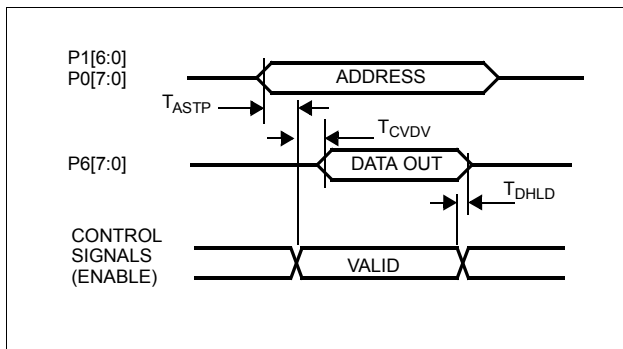 P1[6:0]
P0[7:0]
ADDRESS
TASTP
TCVDV
P6[7:0]
DATA OUT
TDHLD
CONTROL
SIGNALS
(ENABLE)
VALID